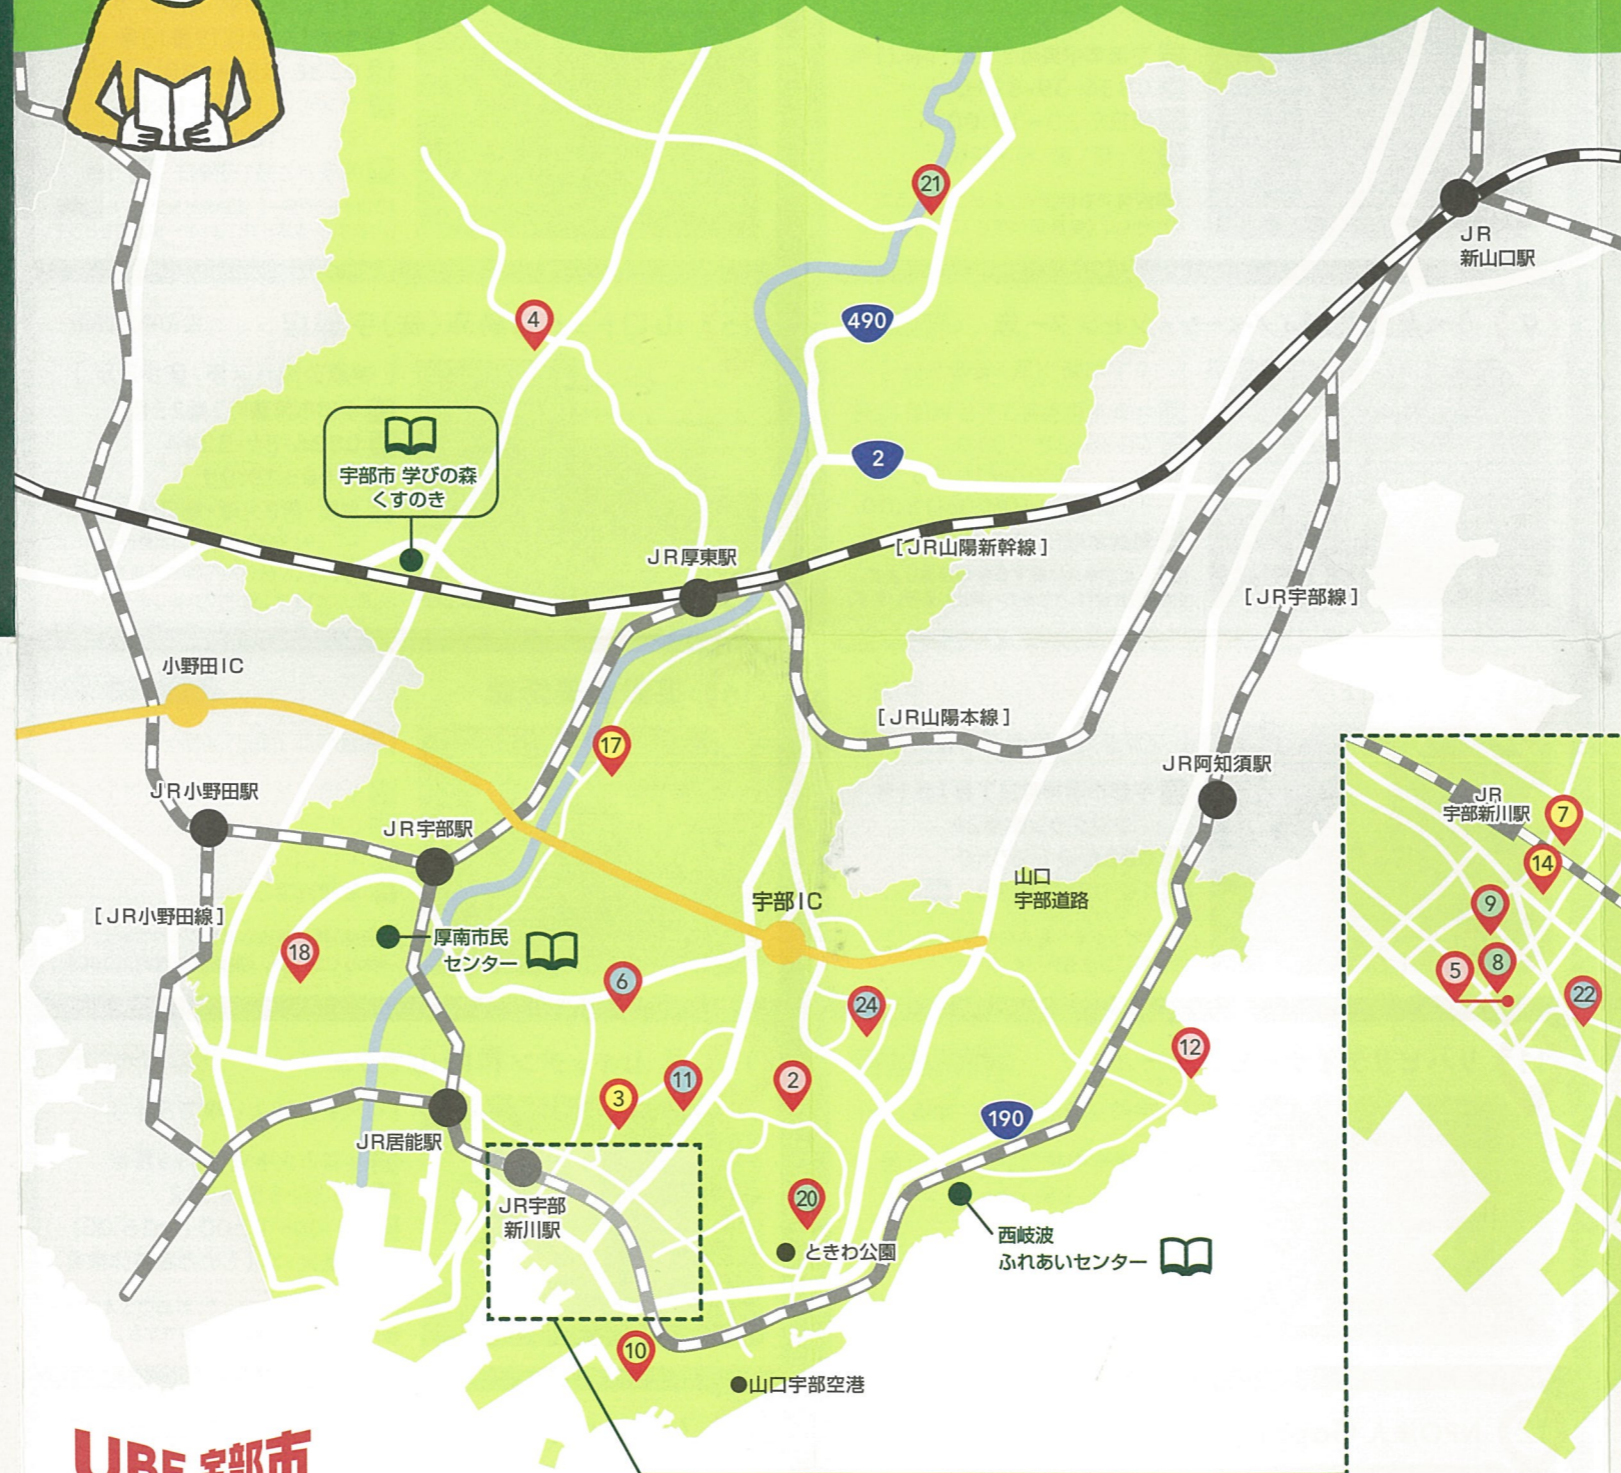 21
JR
新山口駅
4
490
2
宇部市 学びの森
くすのき
JR厚東駅
[JR山陽新幹線]
[JR宇部線]
小野田IC
[JR山陽本線]
17
JR阿知須駅
JR小野田駅
JR宇部駅
JR
宇部新川駅
7
14
山口
宇部道路
宇部IC
9
[JR小野田線]
厚南市民
センター
18
6
5
8
22
24
12
11
2
3
190
JR居能駅
JR宇部
新川駅
20
ときわ公園
西岐波
ふれあいセンター
10
山口宇部空港
UBE 宇部市